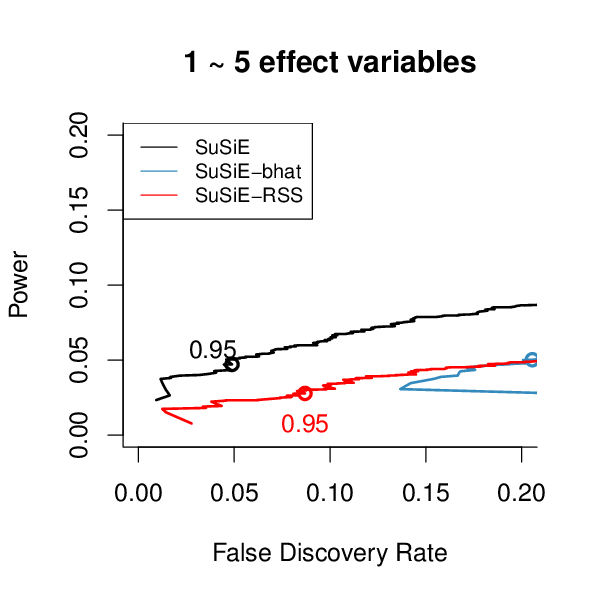 1 ~ 5 effect variables
SuSiE
SuSiE−bhat
SuSiE−RSS
0.95
0.95
Power
0.00
0.05
0.10
0.15
0.20
0.00 0.05 0.10 0.15 0.20
False Discovery Rate